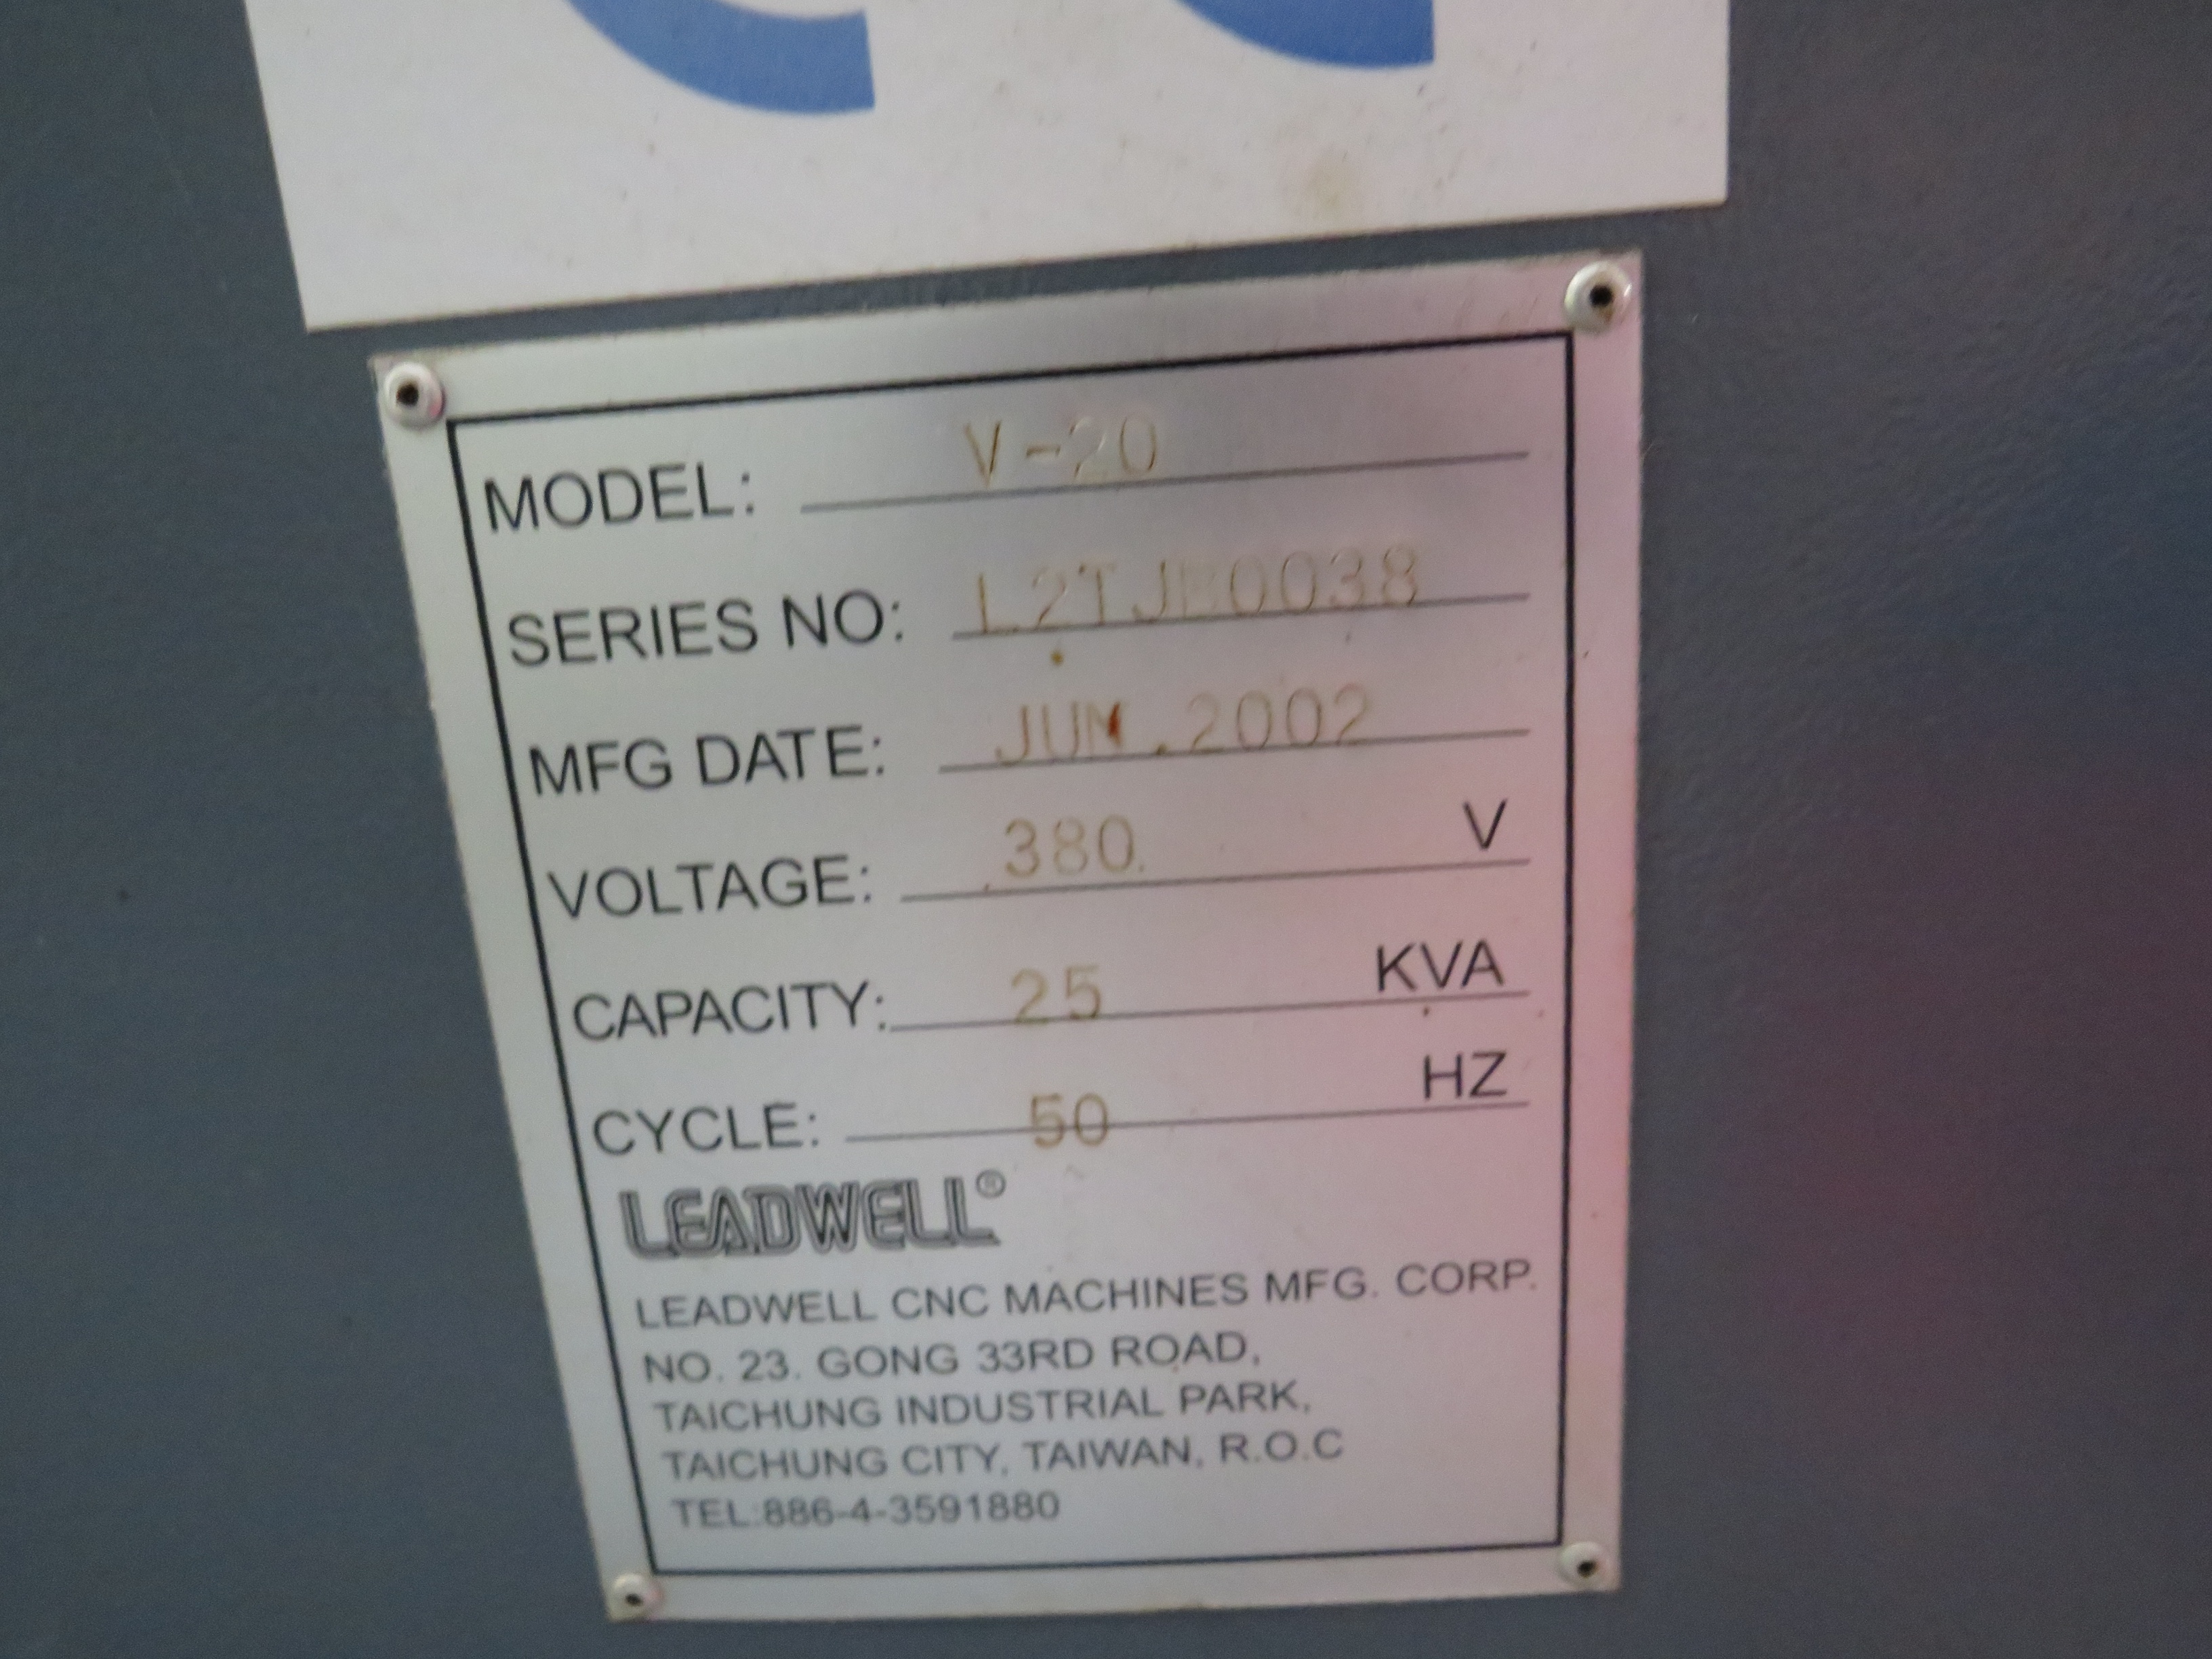 MODEL: V-20
SERIES NO: L2TJE0038
MFG DATE: JUN.2002
VOLTAGE: 380 V
CAPACITY: 25 KVA
CYCLE: 50 HZ
LEADWELL®
LEADWELL CNC MACHINES MFG. CORP.
NO. 23. GONG 33RD ROAD,
TAICHUNG INDUSTRIAL PARK,
TAICHUNG CITY, TAIWAN, R.O.C
TEL:886-4-3591880